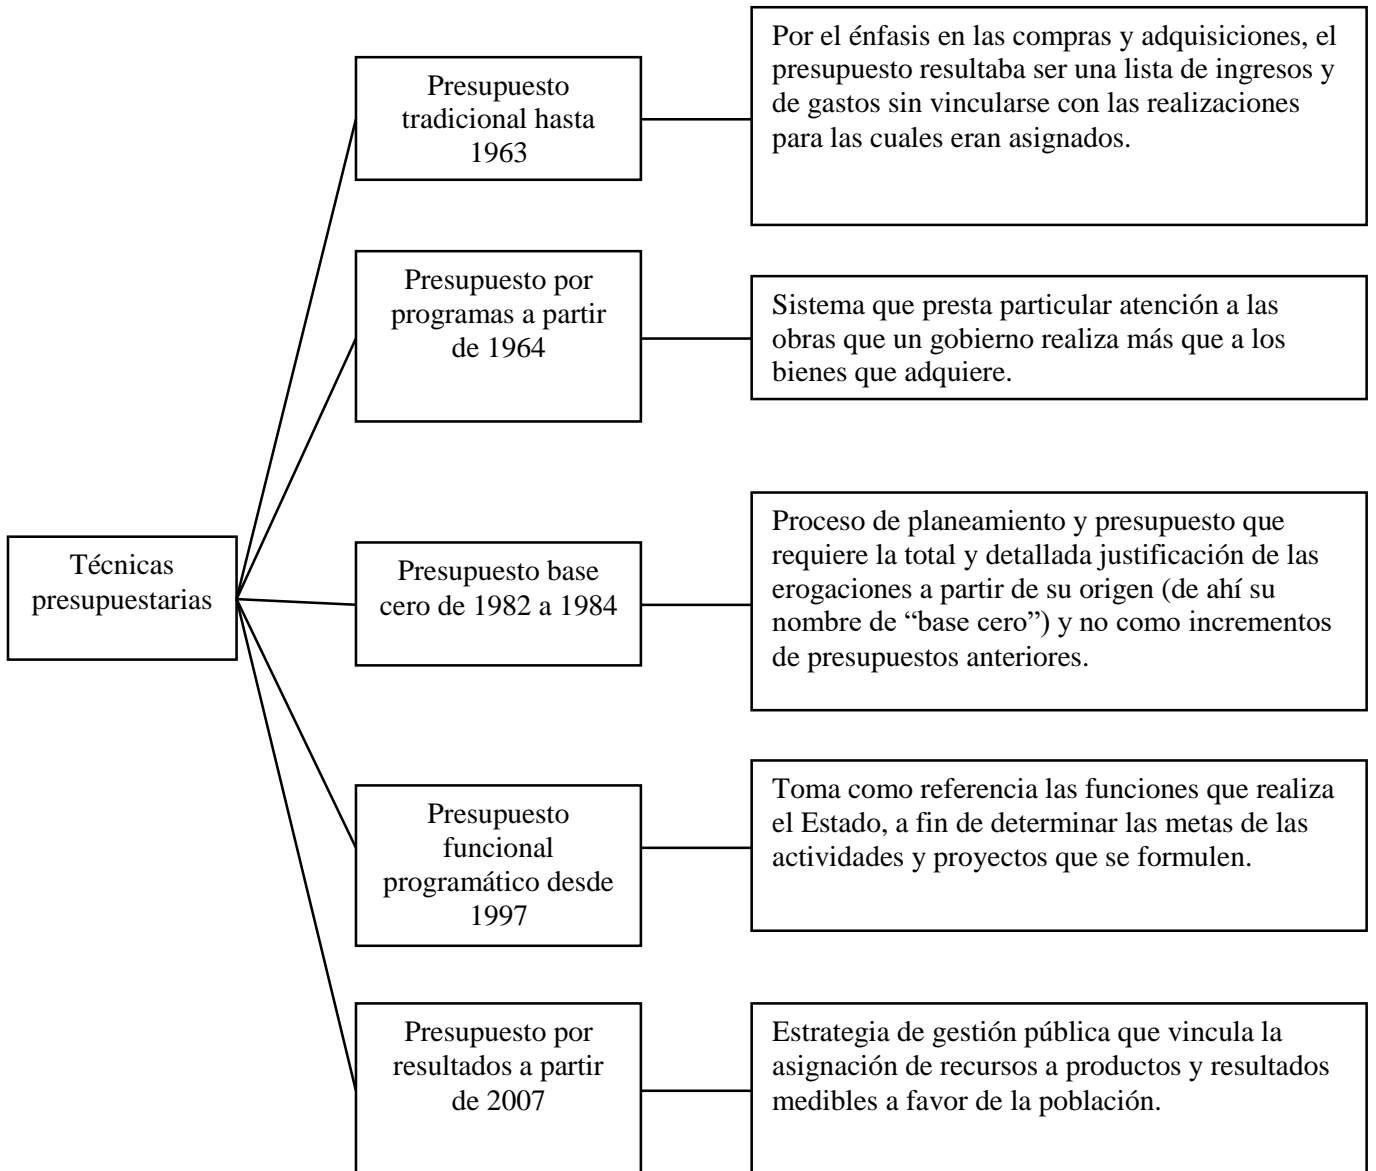 Técnicas
presupuestarias
Presupuesto
tradicional hasta
1963
Por el énfasis en las compras y adquisiciones, el
presupuesto resultaba ser una lista de ingresos y
de gastos sin vincularse con las realizaciones
para las cuales eran asignados.
Presupuesto por
programas a partir
de 1964
Sistema que presta particular atención a las
obras que un gobierno realiza más que a los
bienes que adquiere.
Presupuesto base
cero de 1982 a 1984
Proceso de planeamiento y presupuesto que
requiere la total y detallada justificación de las
erogaciones a partir de su origen (de ahí su
nombre de “base cero”) y no como incrementos
de presupuestos anteriores.
Presupuesto
funcional
programático desde
1997
Toma como referencia las funciones que realiza
el Estado, a fin de determinar las metas de las
actividades y proyectos que se formulen.
Presupuesto por
resultados a partir
de 2007
Estrategia de gestión pública que vincula la
asignación de recursos a productos y resultados
medibles a favor de la población.